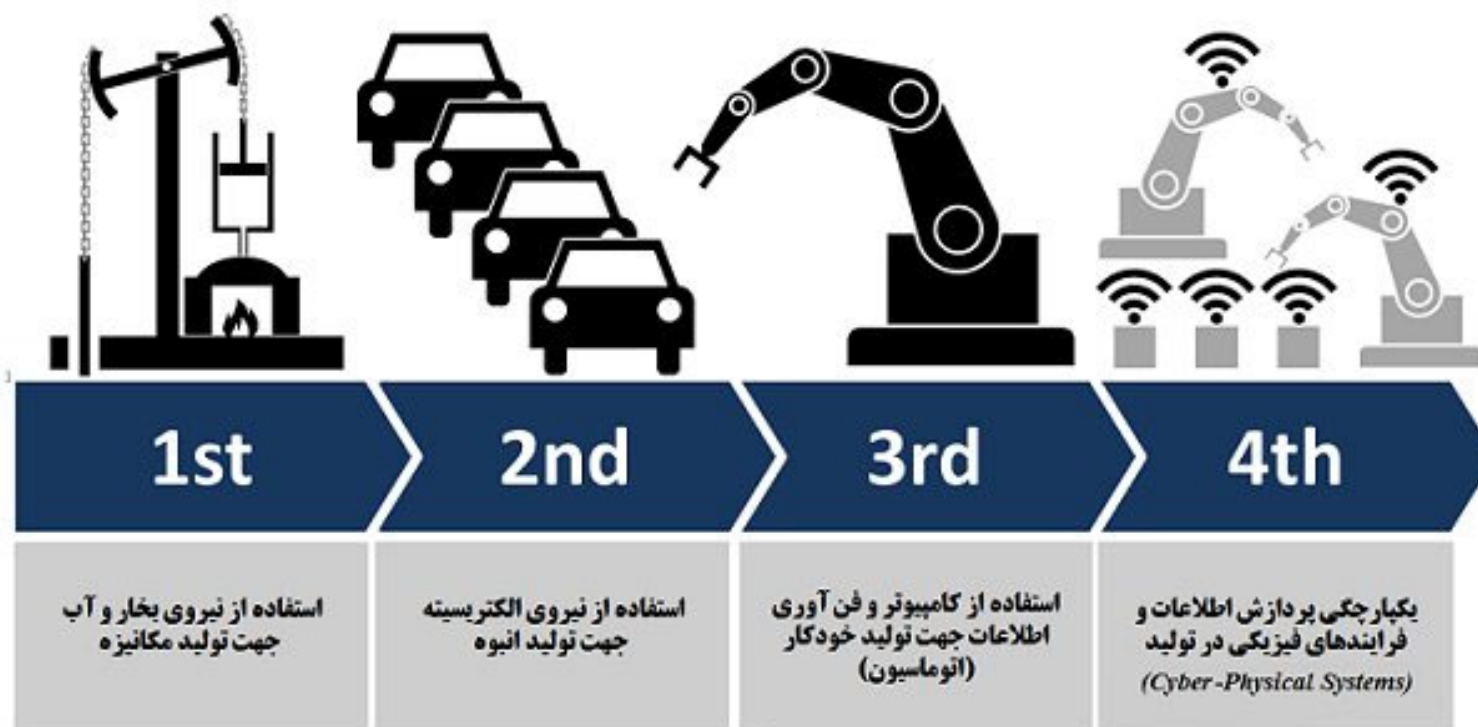 1st
2nd
3rd
4th
استفاده از نیروی بخار و آب
جهت تولید مکانیزه
استفاده از نیروی الکتریسیته
جهت تولید انبوه
استفاده از کامپیوتر و فن آوری
اطلاعات جهت تولید خودکار
(اتوماسیون)
یکپارچگی پردازش اطلاعات و
فرایندهای فیزیکی در تولید
(Cyber-Physical Systems)